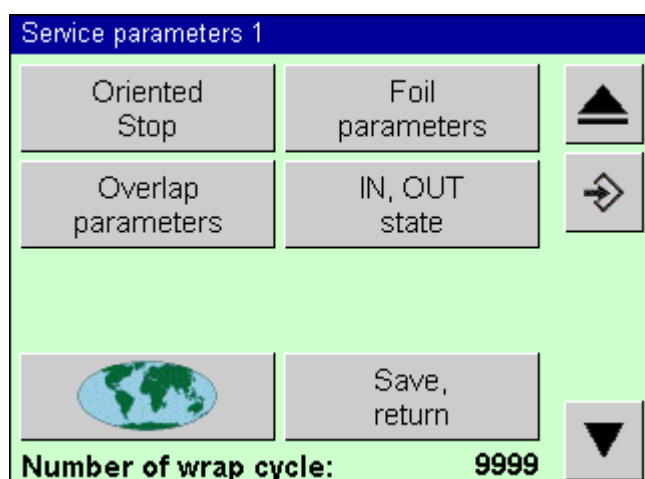 Service parameters 1
Oriented
Stop
Foil
parameters
Overlap
parameters
IN, OUT
state
Save,
return
Number of wrap cycle: 9999